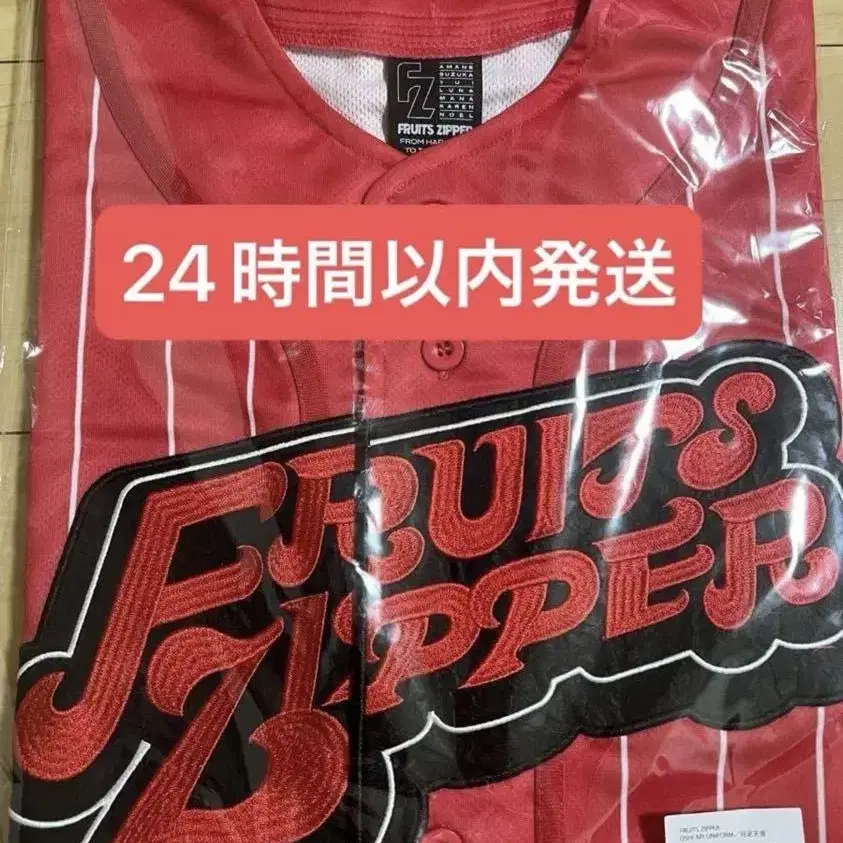 AMANE
SUZUKA
YUI
LUNA
MANA
KAREN
NOEL
FZ
FRUITS ZIPPER
24時間以内発送
FRUITS
ZIPPER
FRUITS ZIPPER